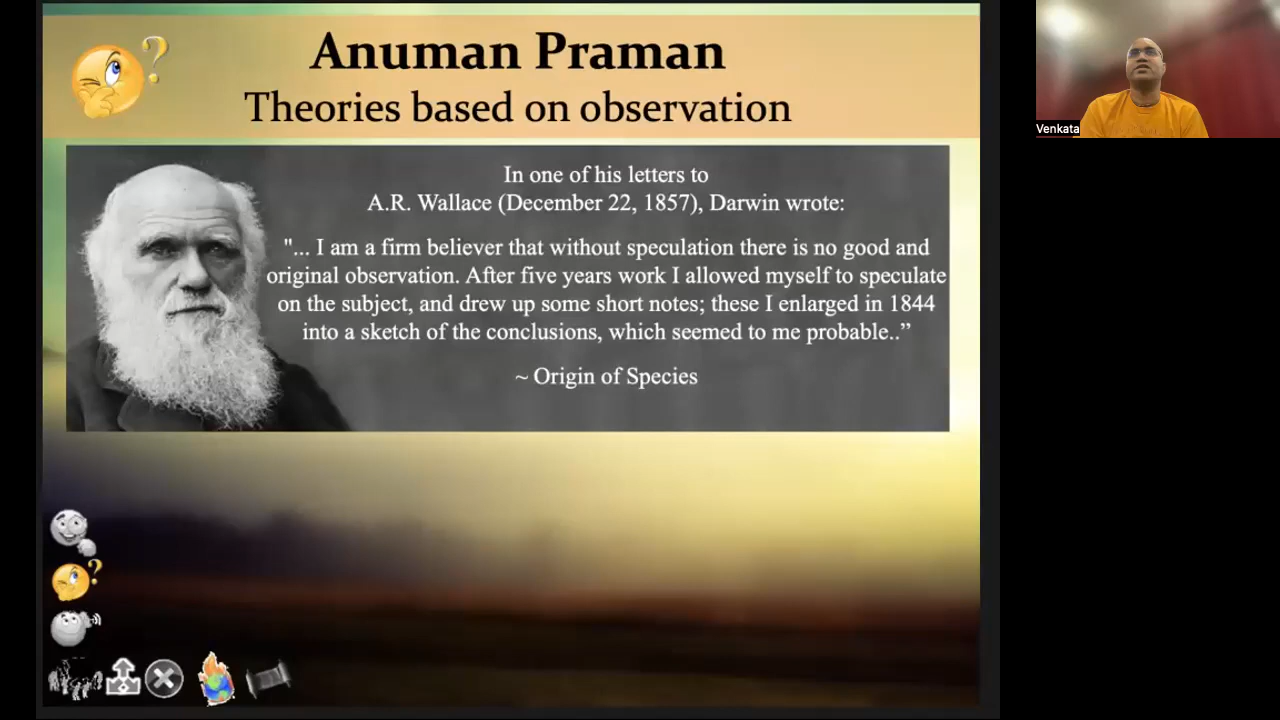 Anuman Praman
Theories based on observation
In one of his letters to
A.R. Wallace (December 22, 1857), Darwin wrote:
"... I am a firm believer that without speculation there is no good and
original observation. After five years work I allowed myself to speculate
on the subject, and drew up some short notes; these I enlarged in 1844
into a sketch of the conclusions, which seemed to me probable..”
~ Origin of Species
Venkata